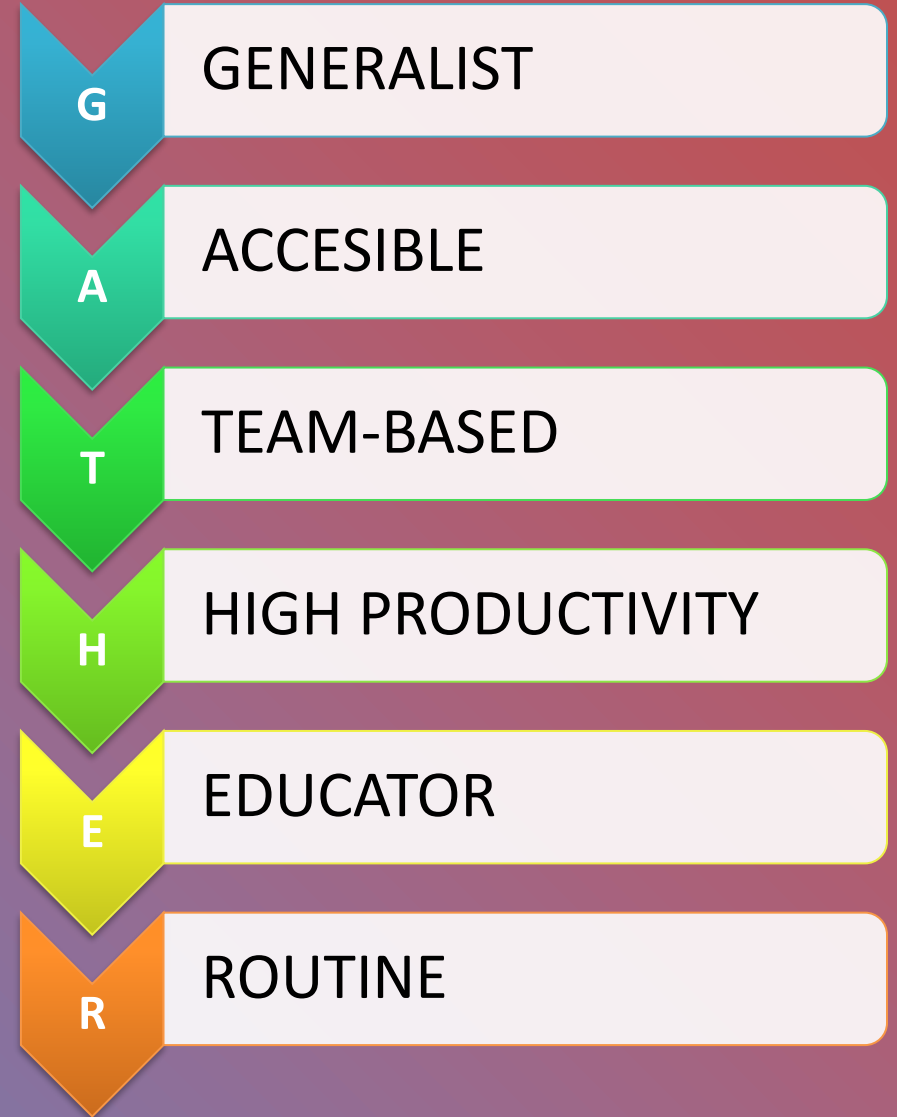 G
GENERALIST
A
ACCESIBLE
T
TEAM-BASED
H
HIGH PRODUCTIVITY
E
EDUCATOR
R
ROUTINE